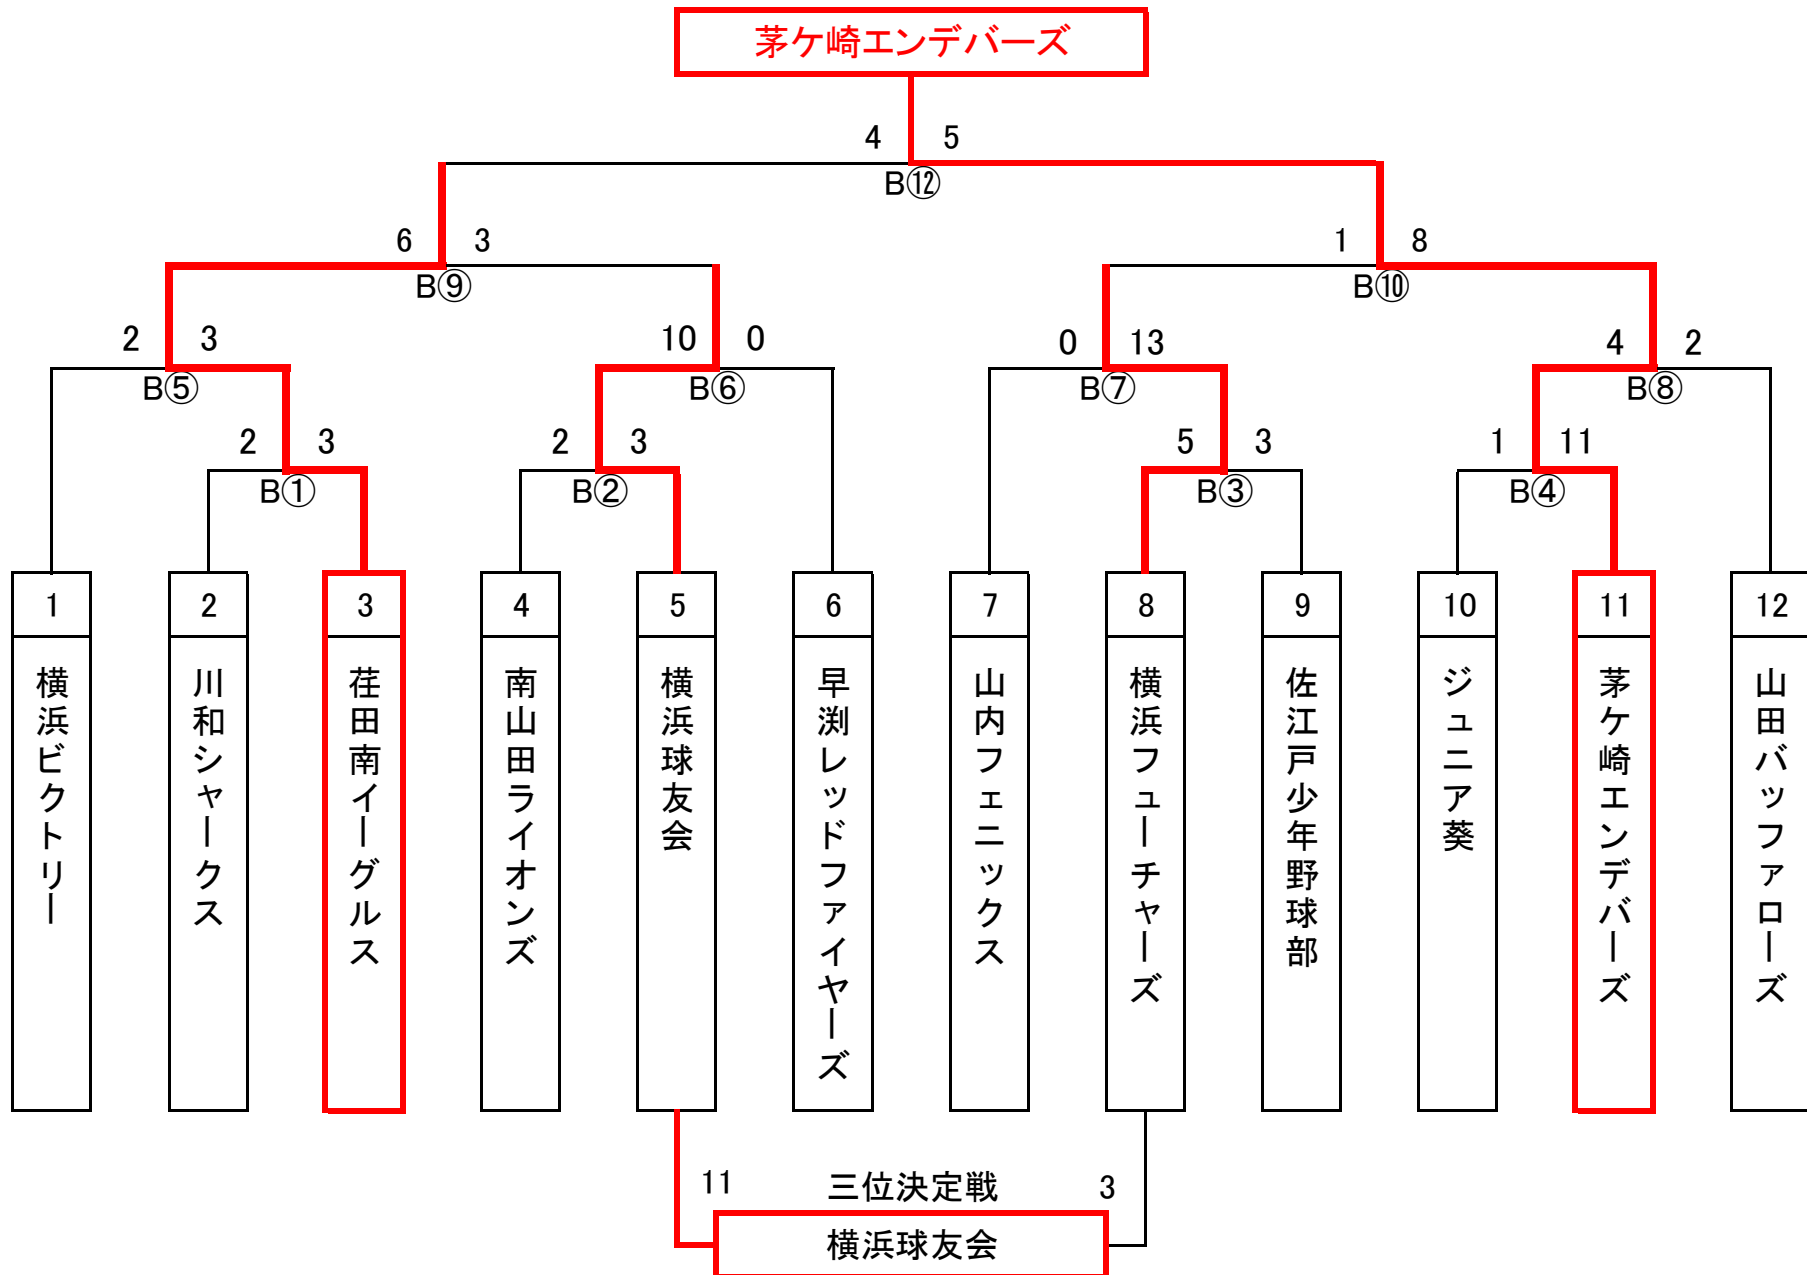 茅ケ崎エンデバーズ
4 5
B⑫
6 3
1 8
B⑨
B⑩
2 3
10 0
0 13
4 2
B⑤
B⑥
B⑦
B⑧
2 3
2 3
5 3
1 11
B①
B②
B③
B④
1
2
3
4
5
6
7
8
9
10
11
12
横浜ビクトリー
川和シャークス
荏田南イーグルス
南山田ライオンズ
横浜球友会
早渕レッドファイヤーズ
山内フェニックス
横浜フューチャーズ
佐江戸少年野球部
ジュニア葵
茅ケ崎エンデバーズ
山田バッファローズ
11 三位決定戦 3
横浜球友会